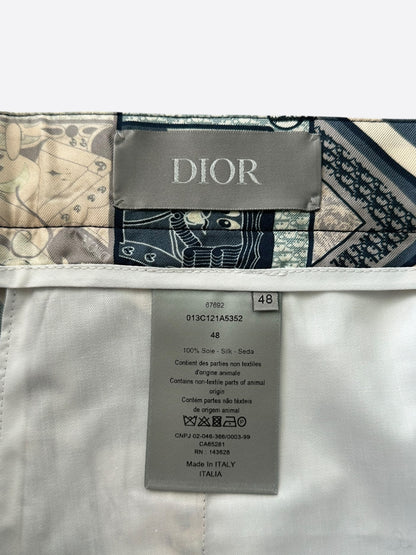 DIOR
48
67692
013C121A5352
48
100% Soie - Silk - Seda
Contient des parties non textiles
d'origine animale
Contains non-textile parts of animal
origin
Contém partes não têxteis
de origem animal
CNPJ 02-046-386/0003-99
CA65281
RN : 143628
Made In ITALY
ITALIA